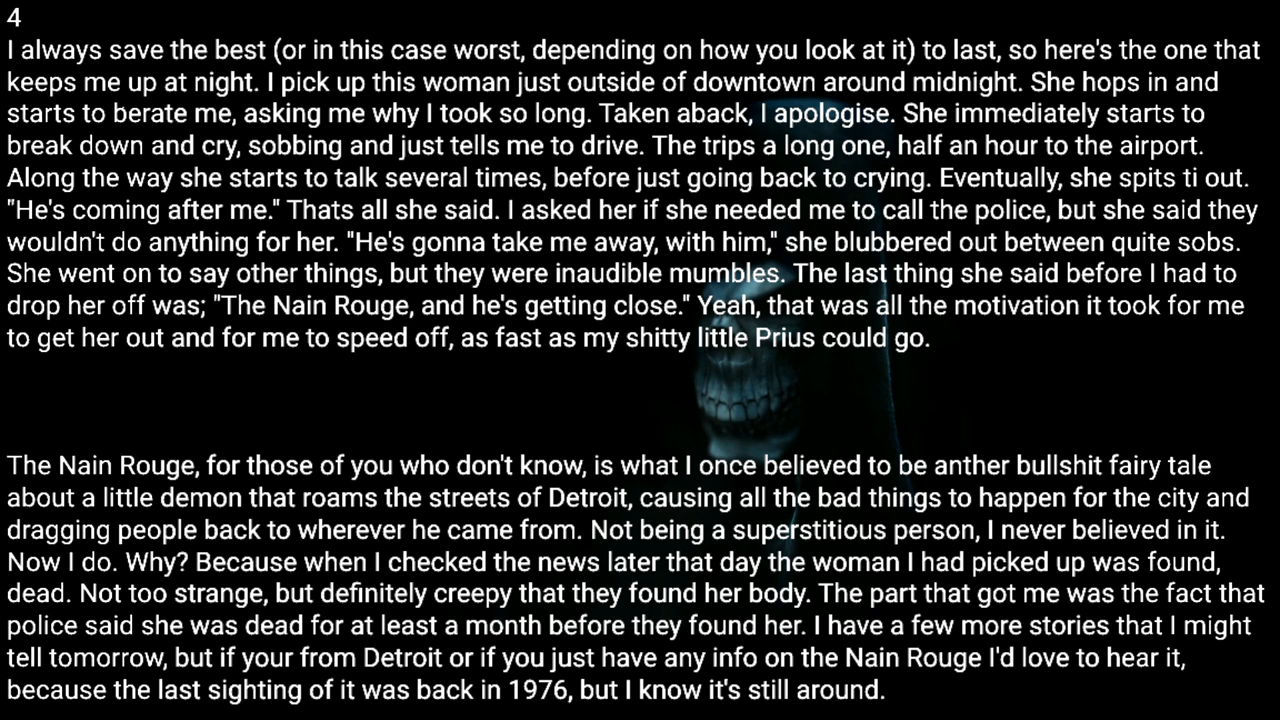 4
I always save the best (or in this case worst, depending on how you look at it) to last, so here's the one that
keeps me up at night. I pick up this woman just outside of downtown around midnight. She hops in and
starts to berate me, asking me why I took so long. Taken aback, I apologise. She immediately starts to
break down and cry, sobbing and just tells me to drive. The trips a long one, half an hour to the airport.
Along the way she starts to talk several times, before just going back to crying. Eventually, she spits ti out.
"He's coming after me." Thats all she said. I asked her if she needed me to call the police, but she said they
wouldn't do anything for her. "He's gonna take me away, with him," she blubbered out between quite sobs.
She went on to say other things, but they were inaudible mumbles. The last thing she said before I had to
drop her off was; "The Nain Rouge, and he's getting close." Yeah, that was all the motivation it took for me
to get her out and for me to speed off, as fast as my shitty little Prius could go.
The Nain Rouge, for those of you who don't know, is what I once believed to be anther bullshit fairy tale
about a little demon that roams the streets of Detroit, causing all the bad things to happen for the city and
dragging people back to wherever he came from. Not being a superstitious person, I never believed in it.
Now I do. Why? Because when I checked the news later that day the woman I had picked up was found,
dead. Not too strange, but definitely creepy that they found her body. The part that got me was the fact that
police said she was dead for at least a month before they found her. I have a few more stories that I might
tell tomorrow, but if your from Detroit or if you just have any info on the Nain Rouge I'd love to hear it,
because the last sighting of it was back in 1976, but I know it's still around.